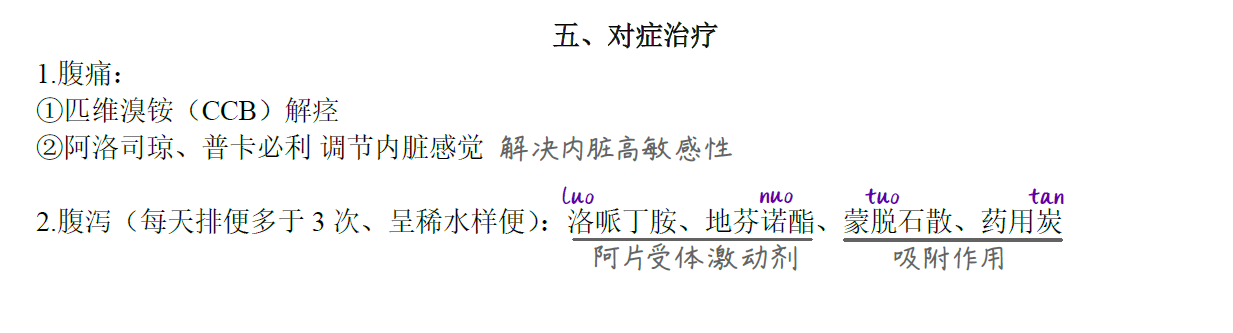 五、对症治疗
1.腹痛：
①匹维溴铵（CCB）解痉
②阿洛司琼、普卡必利 调节内脏感觉 解决内脏高敏感性
luo nuo tuo tan
2.腹泻（每天排便多于 3 次、呈稀水样便）：洛哌丁胺、地芬诺酯、蒙脱石散、药用炭
阿片受体激动剂 吸附作用